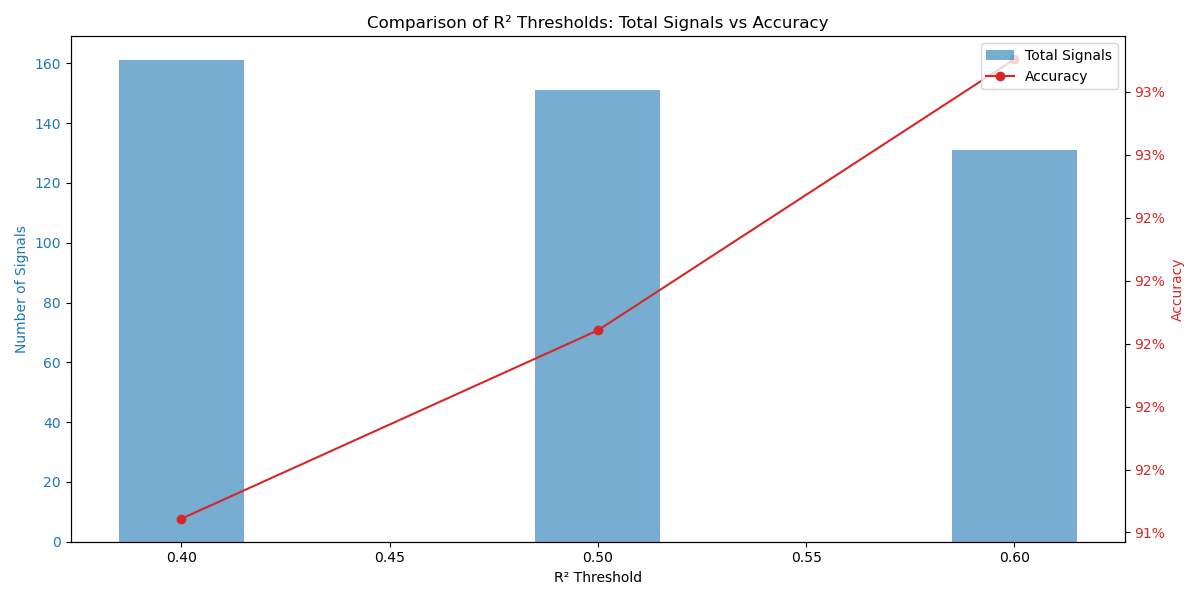 Comparison of R² Thresholds: Total Signals vs Accuracy
Total Signals
Accuracy
160
140
120
100
80
60
40
20
0
Number of Signals
93%
93%
92%
92%
92%
92%
92%
91%
Accuracy
0.40 0.45 0.50 0.55 0.60
R² Threshold